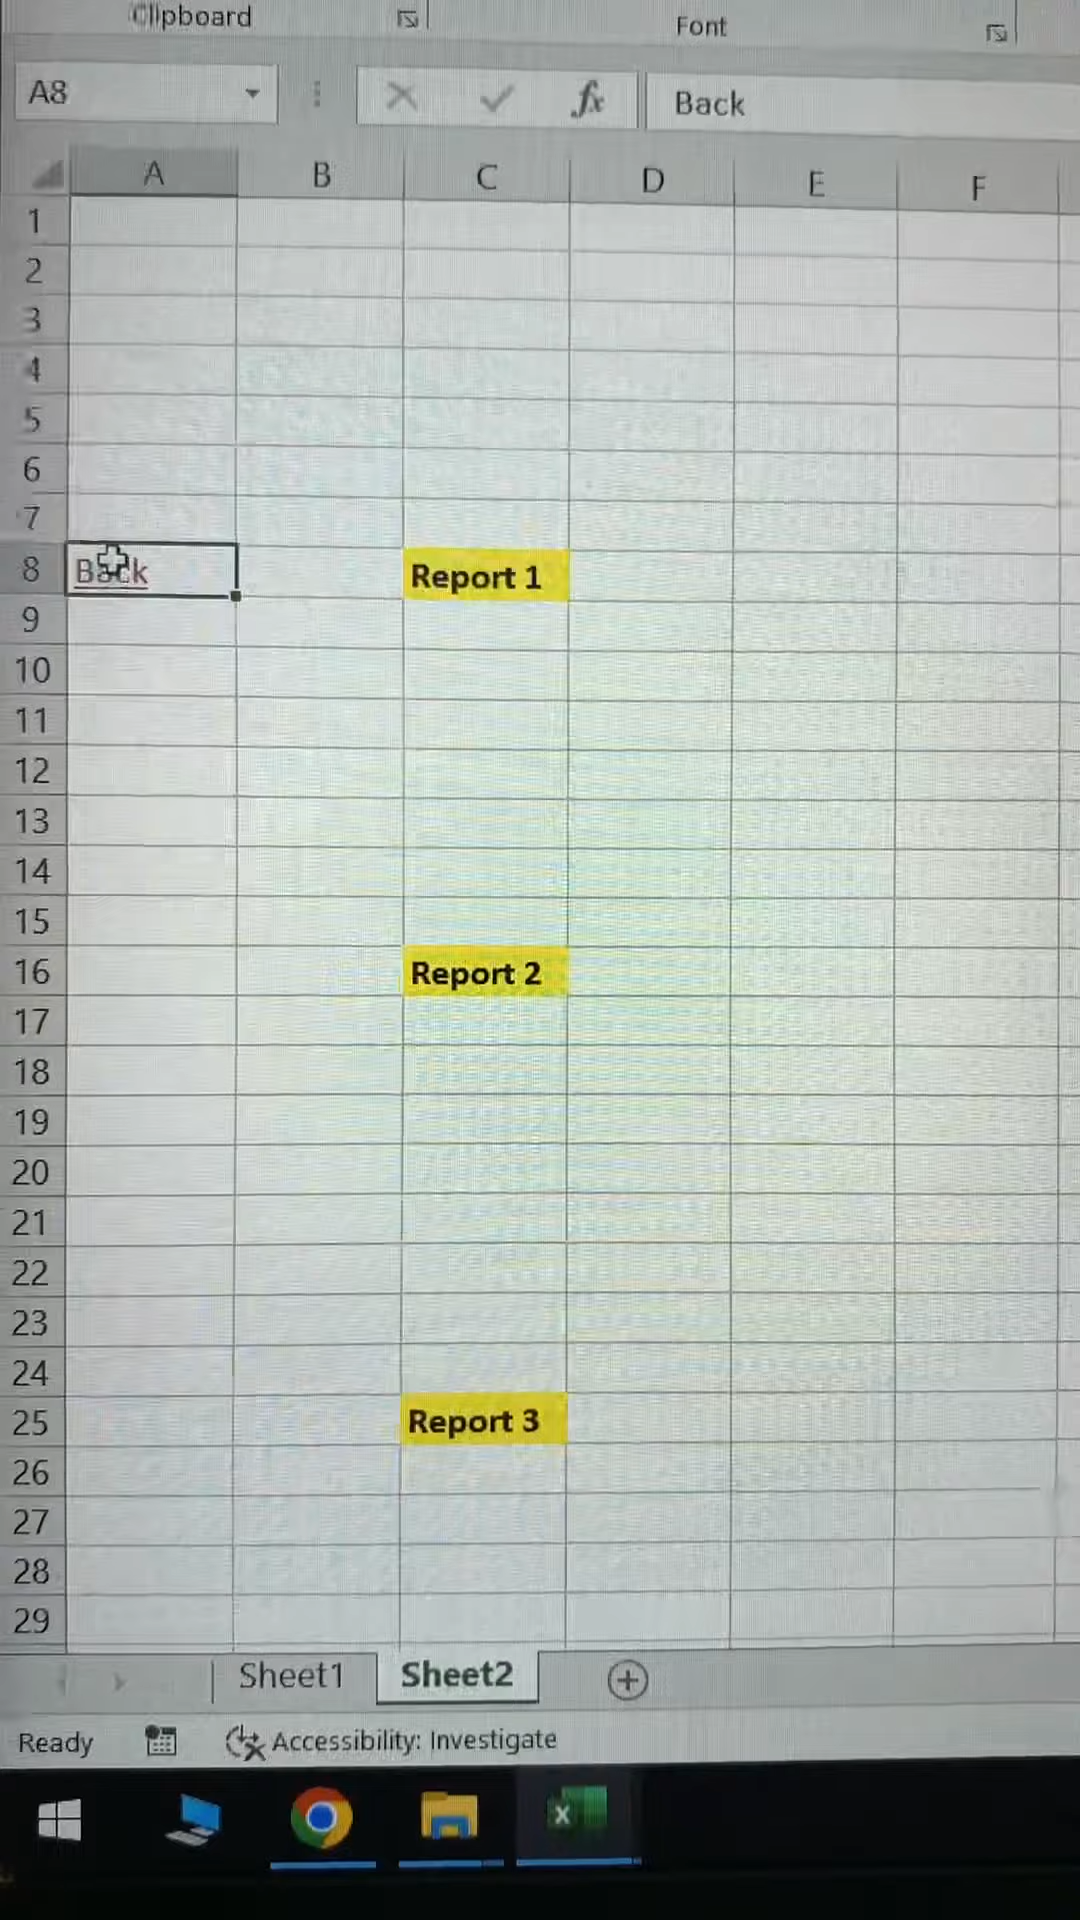 Clipboard
Font
A8
fx
Back
A B C D E F
1
2
3
4
5
6
7
8 Back Report 1
9
10
11
12
13
14
15
16 Report 2
17
18
19
20
21
22
23
24
25 Report 3
26
27
28
29
Sheet1 Sheet2
Ready Accessibility: Investigate